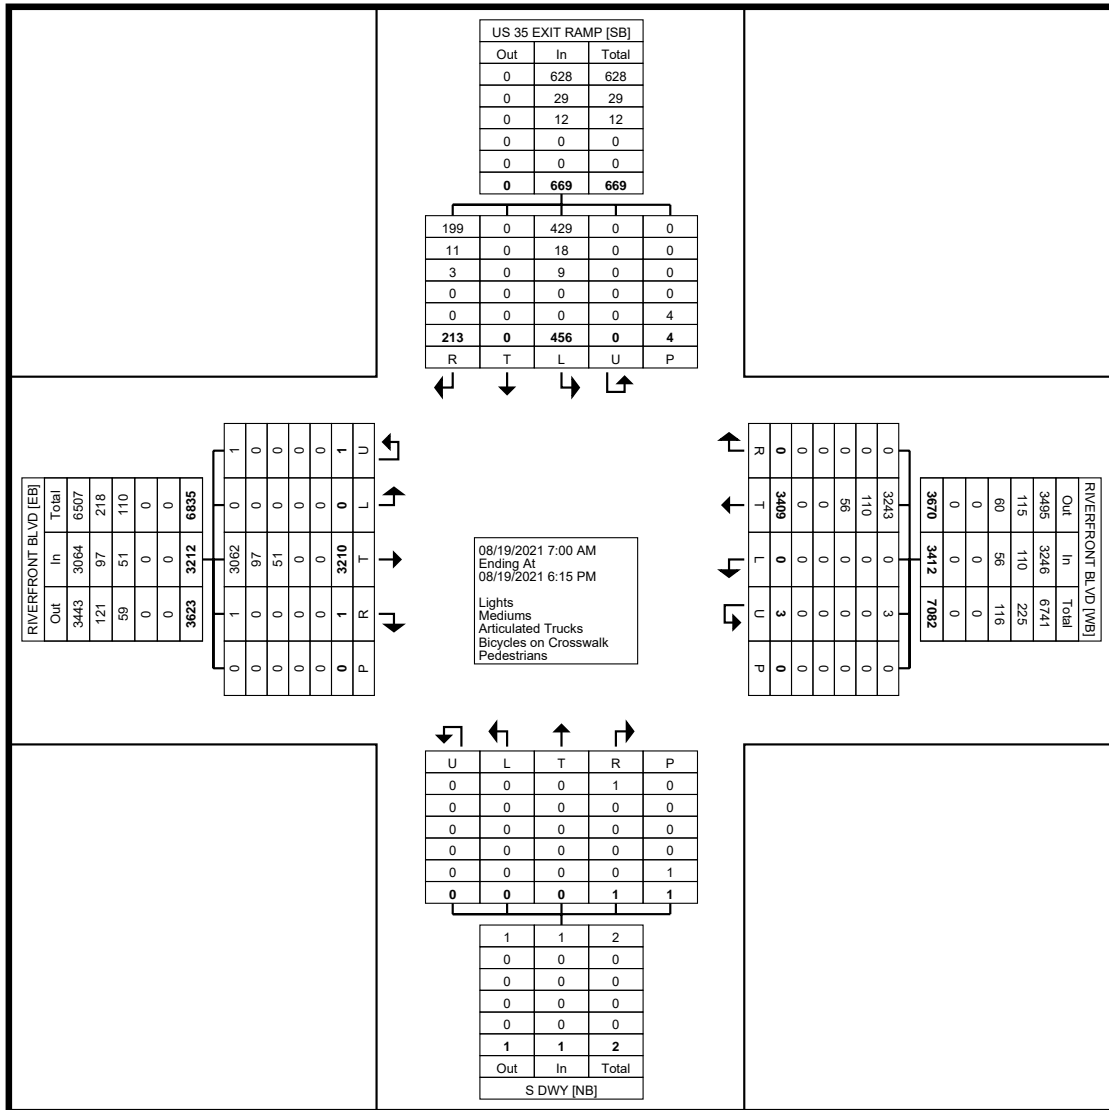 US 35 EXIT RAMP [SB]
Out In Total
0 628 628
0 29 29
0 12 12
0 0 0
0 0 0
0 669 669
199 0 429 0 0
11 0 18 0 0
3 0 9 0 0
0 0 0 0 0
0 0 0 0 4
213 0 456 0 4
R T L U P
RIVERFRONT BLVD [EB]
Out In Total
3443 3064 6507
121 97 218
59 51 110
0 0 0
0 0 0
3623 3212 6835
1 0 3062 1 0
0 0 97 0 0
0 0 51 0 0
0 0 0 0 0
0 0 0 0 0
1 0 3210 1 0
U L T R P
08/19/2021 7:00 AM
Ending At
08/19/2021 6:15 PM
Lights
Mediums
Articulated Trucks
Bicycles on Crosswalk
Pedestrians
RIVERFRONT BLVD [WB]
Out In Total
3495 3246 6741
115 110 225
60 56 116
0 0 0
0 0 0
3670 3412 7082
0 3243 0 3 0
0 110 0 0 0
0 56 0 0 0
0 0 0 0 0
0 0 0 0 0
0 3409 0 3 0
R T L U P
U L T R P
0 0 0 1 0
0 0 0 0 0
0 0 0 0 0
0 0 0 0 0
0 0 0 0 1
0 0 0 1 1
1 1 2
0 0 0
0 0 0
0 0 0
0 0 0
1 1 2
Out In Total
S DWY [NB]